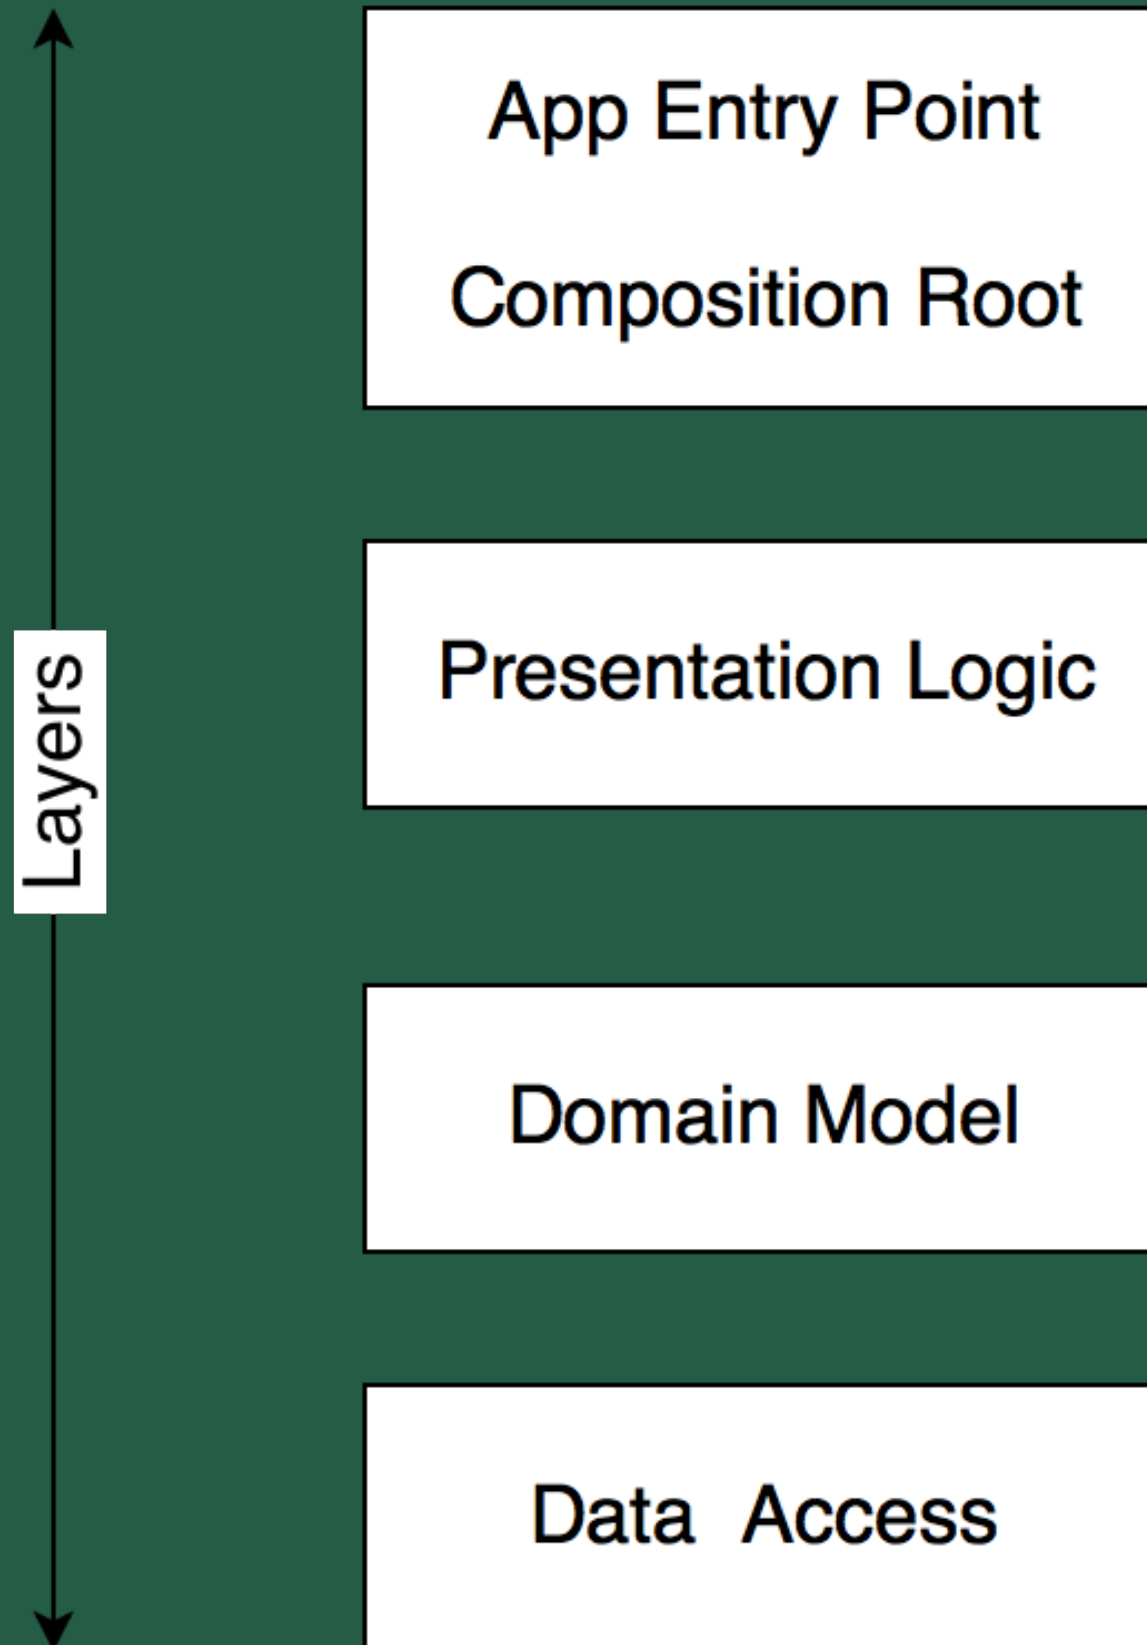 App Entry Point
Composition Root
Layers
Presentation Logic
Domain Model
Data Access